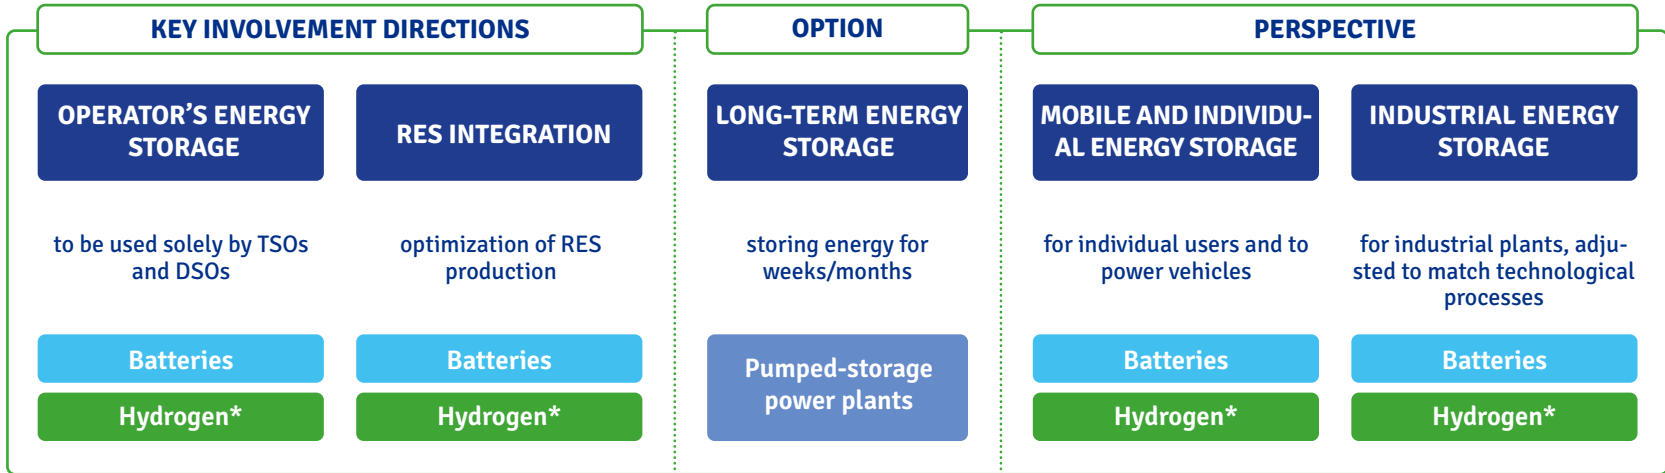 KEY INVOLVEMENT DIRECTIONS
OPTION
PERSPECTIVE
OPERATOR’S ENERGY
STORAGE
RES INTEGRATION
LONG-TERM ENERGY
STORAGE
MOBILE AND INDIVIDU-
AL ENERGY STORAGE
INDUSTRIAL ENERGY
STORAGE
to be used solely by TSOs
and DSOs
optimization of RES
production
storing energy for
weeks/months
for individual users and to
power vehicles
for industrial plants, adju-
sted to match technological
processes
Batteries
Hydrogen*
Batteries
Hydrogen*
Pumped-storage
power plants
Batteries
Hydrogen*
Batteries
Hydrogen*